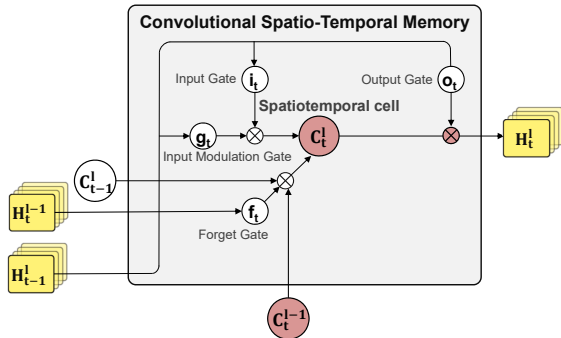 Convolutional Spatio-Temporal Memory
Input Gate
i_t
Output Gate
o_t
Spatiotemporal cell
g_t
C_t^l
H_t^l
Input Modulation Gate
C_{t-1}^l
H_t^{l-1}
f_t
Forget Gate
H_{t-1}^l
C_t^{l-1}